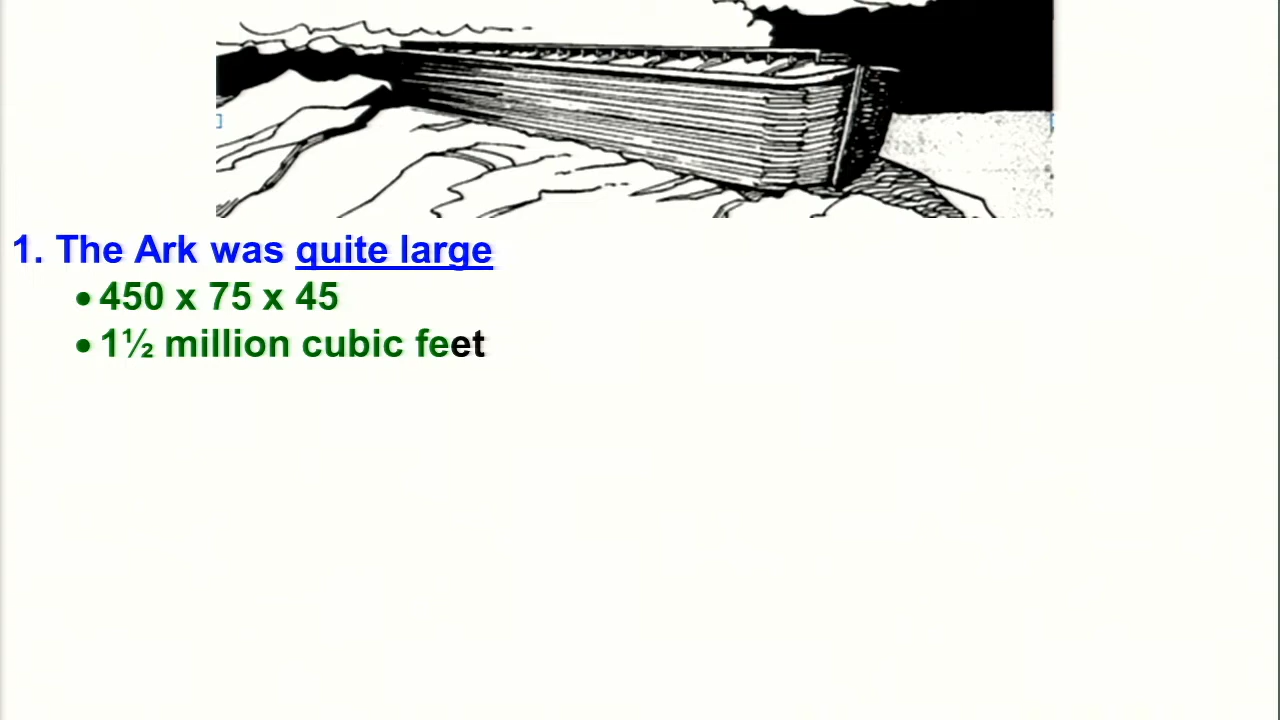 1. The Ark was quite large
• 450 x 75 x 45
• 1½ million cubic feet